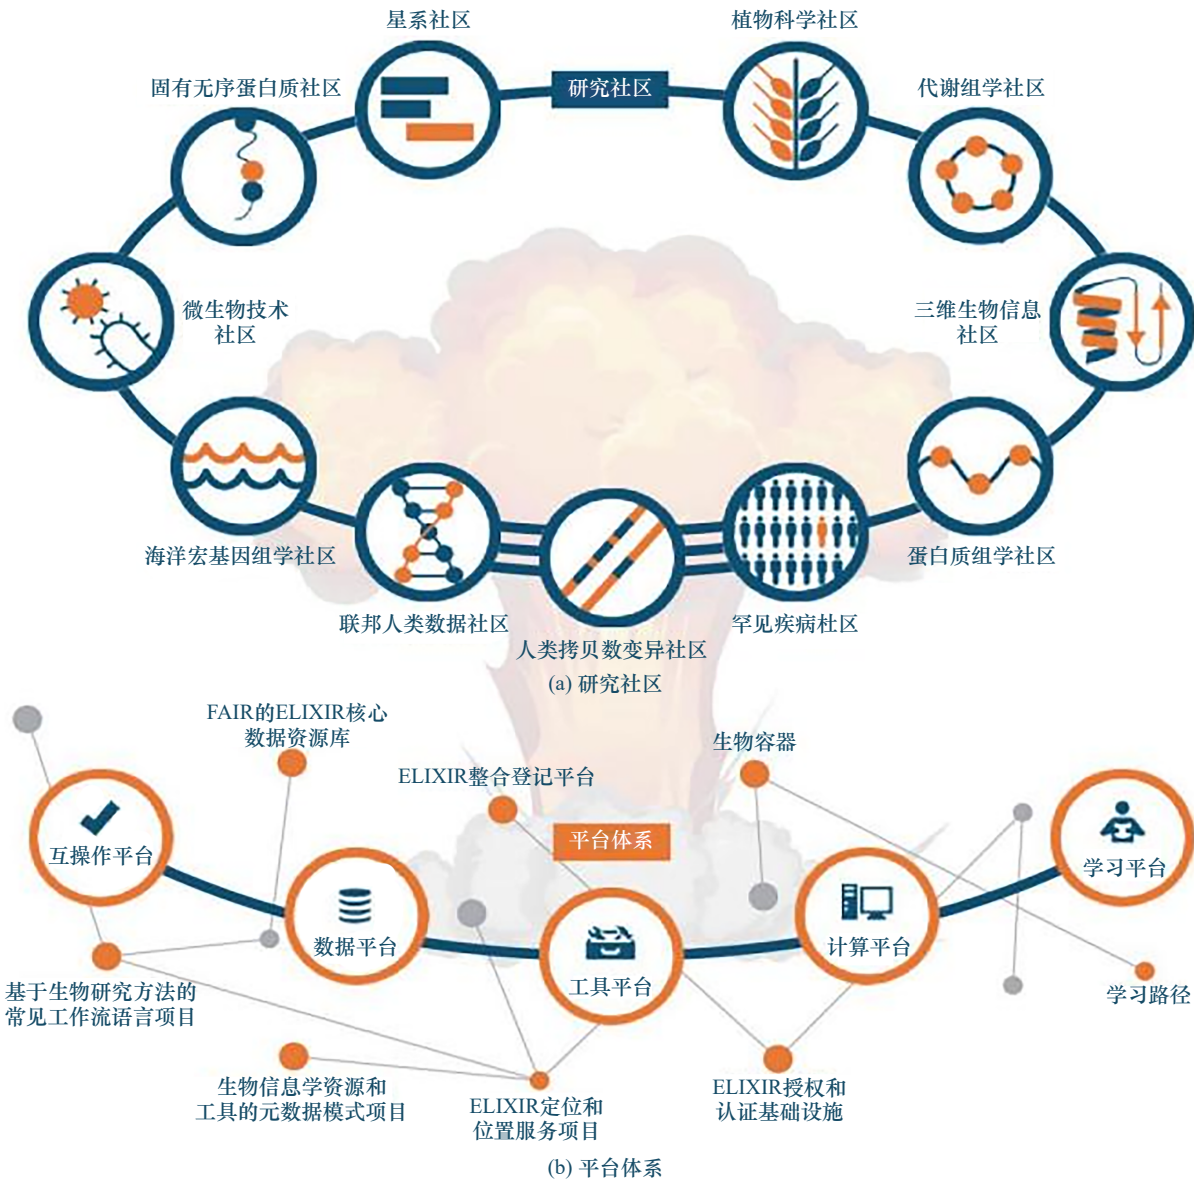 星系社区
植物科学社区
固有无序蛋白质社区
研究社区
代谢组学社区
微生物技术
社区
三维生物信息
社区
海洋宏基因组学社区
蛋白质组学社区
联邦人类数据社区
罕见疾病杜区
人类拷贝数变异社区
(a) 研究社区
FAIR的ELIXIR核心
数据资源库
生物容器
ELIXIR整合登记平台
平台体系
互操作平台
学习平台
数据平台
计算平台
工具平台
基于生物研究方法的
常见工作流语言项目
学习路径
生物信息学资源和
工具的元数据模式项目
ELIXIR定位和
位置服务项目
ELIXIR授权和
认证基础设施
(b) 平台体系